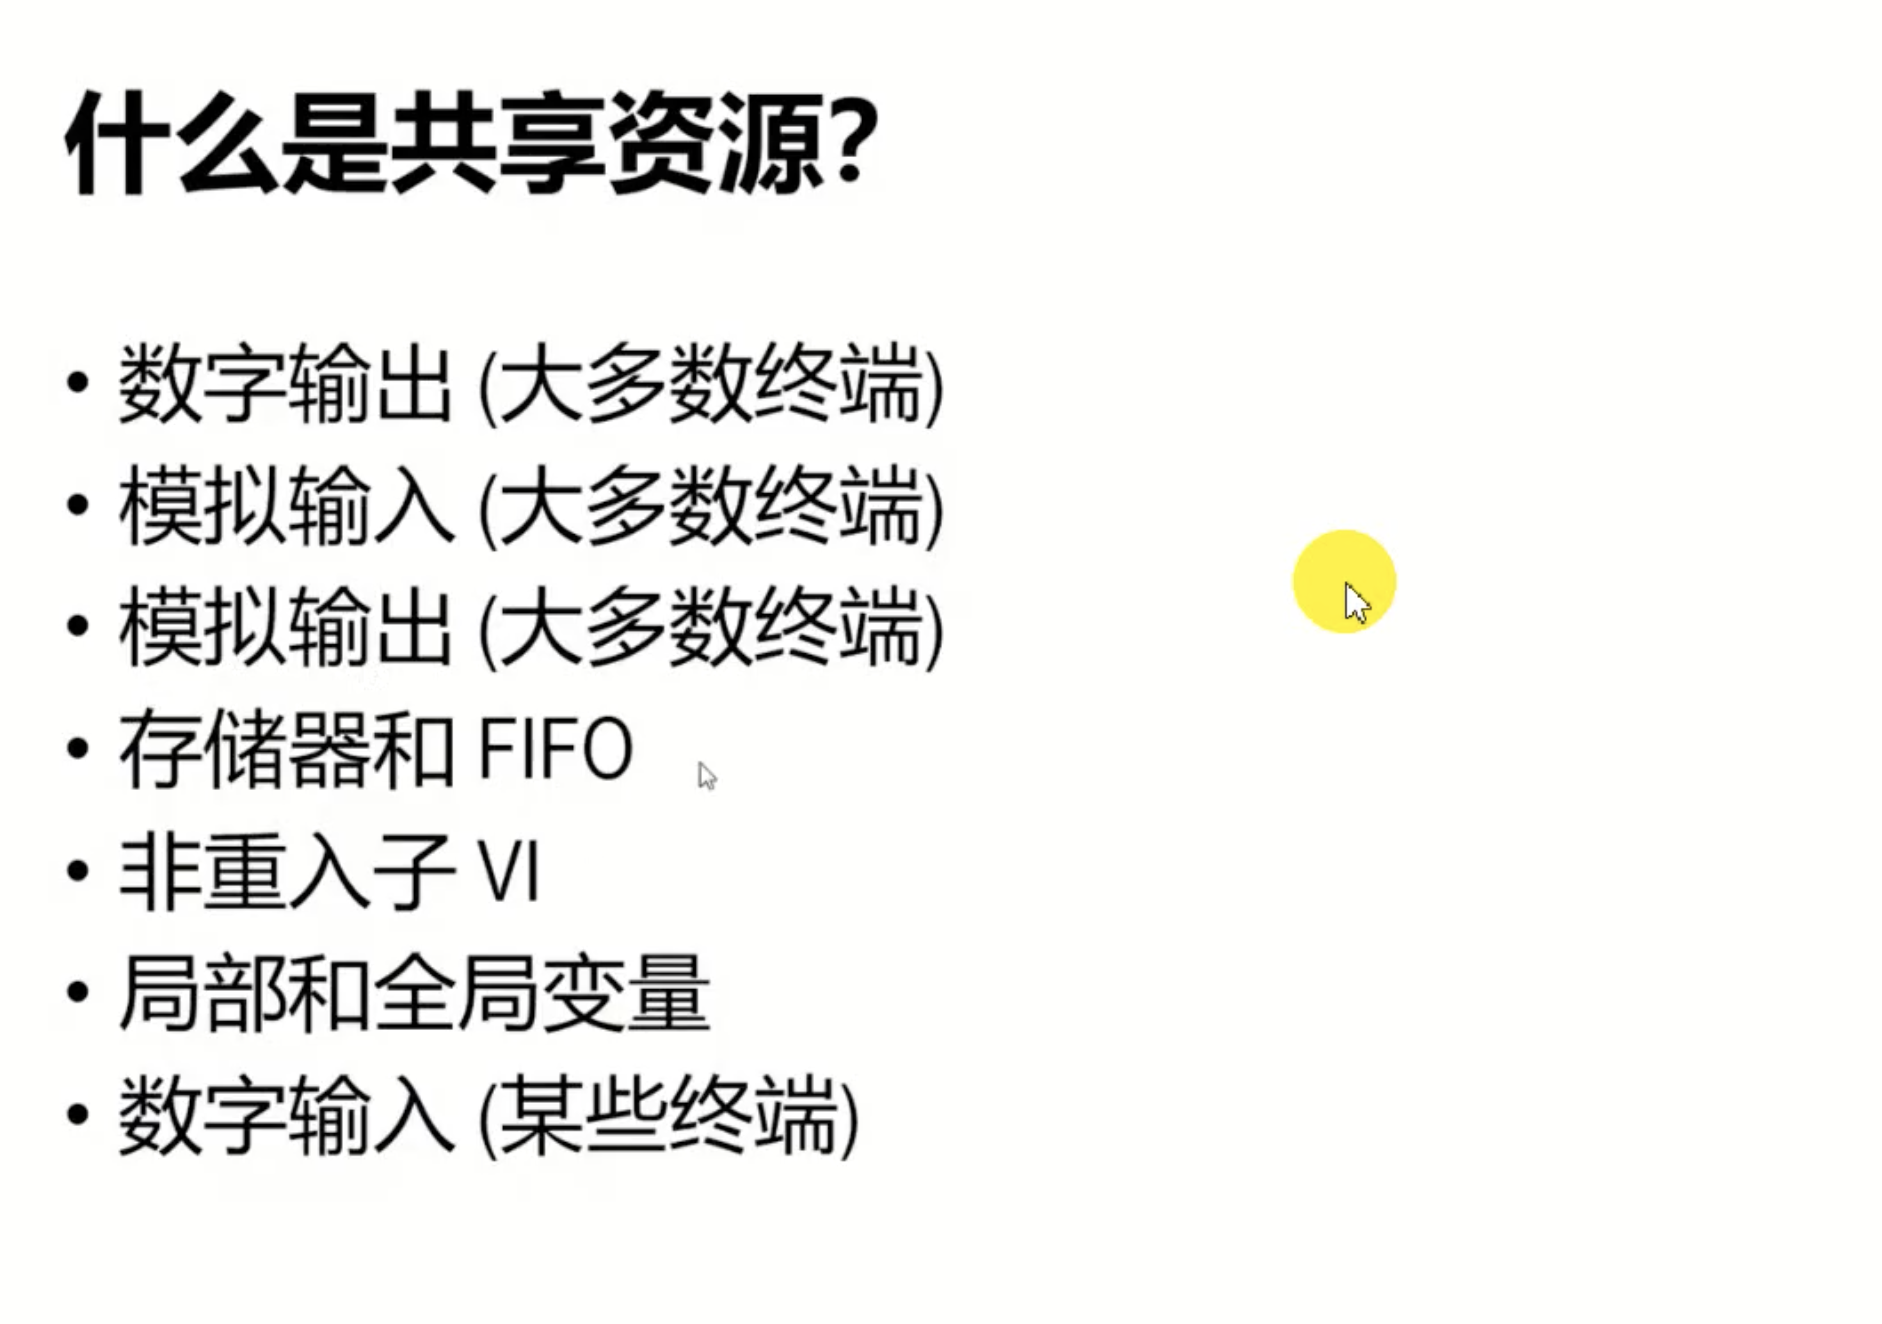 什么是共享资源?
• 数字输出 (大多数终端)
• 模拟输入 (大多数终端)
• 模拟输出 (大多数终端)
• 存储器和 FIFO
• 非重入子 VI
• 局部和全局变量
• 数字输入 (某些终端)